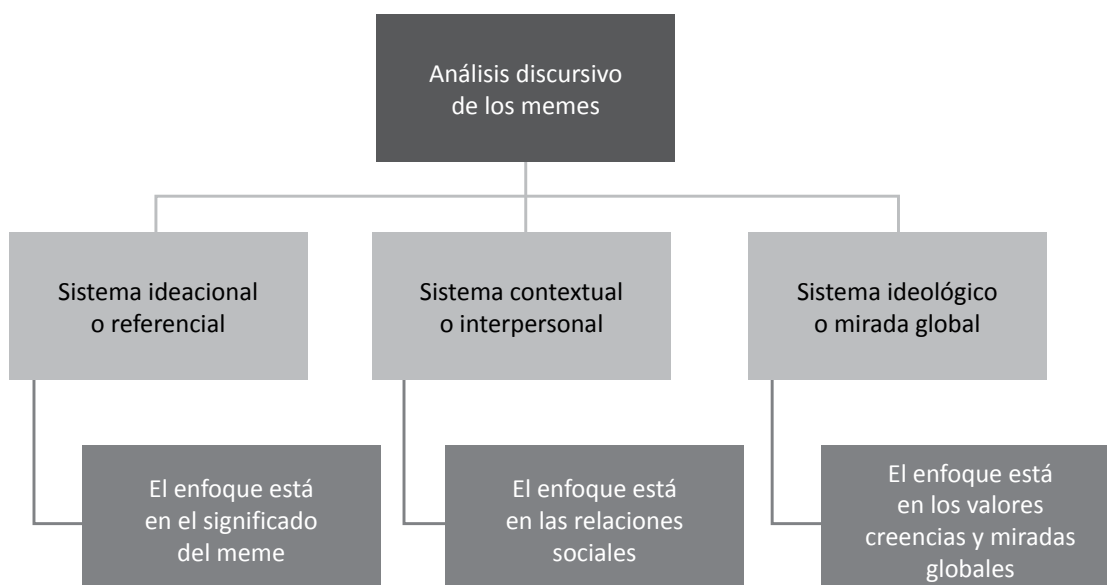 Análisis discursivo
de los memes
Sistema ideacional
o referencial
Sistema contextual
o interpersonal
Sistema ideológico
o mirada global
El enfoque está
en el significado
del meme
El enfoque está
en las relaciones
sociales
El enfoque está
en los valores
creencias y miradas
globales